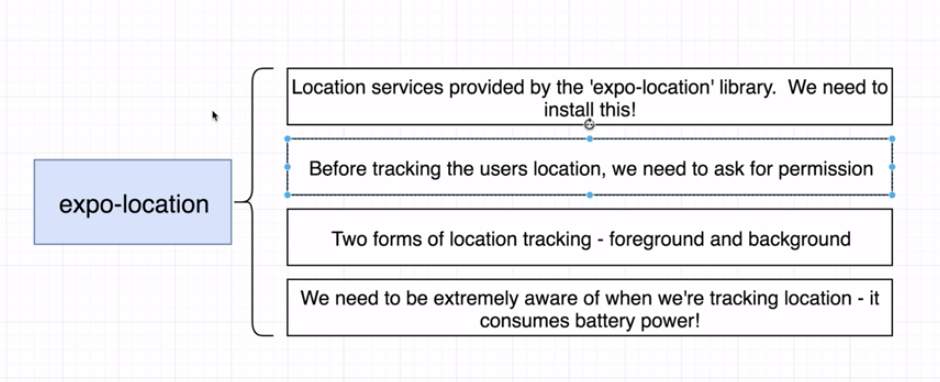 Location services provided by the 'expo-location' library.  We need to
install this!
Before tracking the users location, we need to ask for permission
expo-location
Two forms of location tracking - foreground and background
We need to be extremely aware of when we're tracking location - it
consumes battery power!